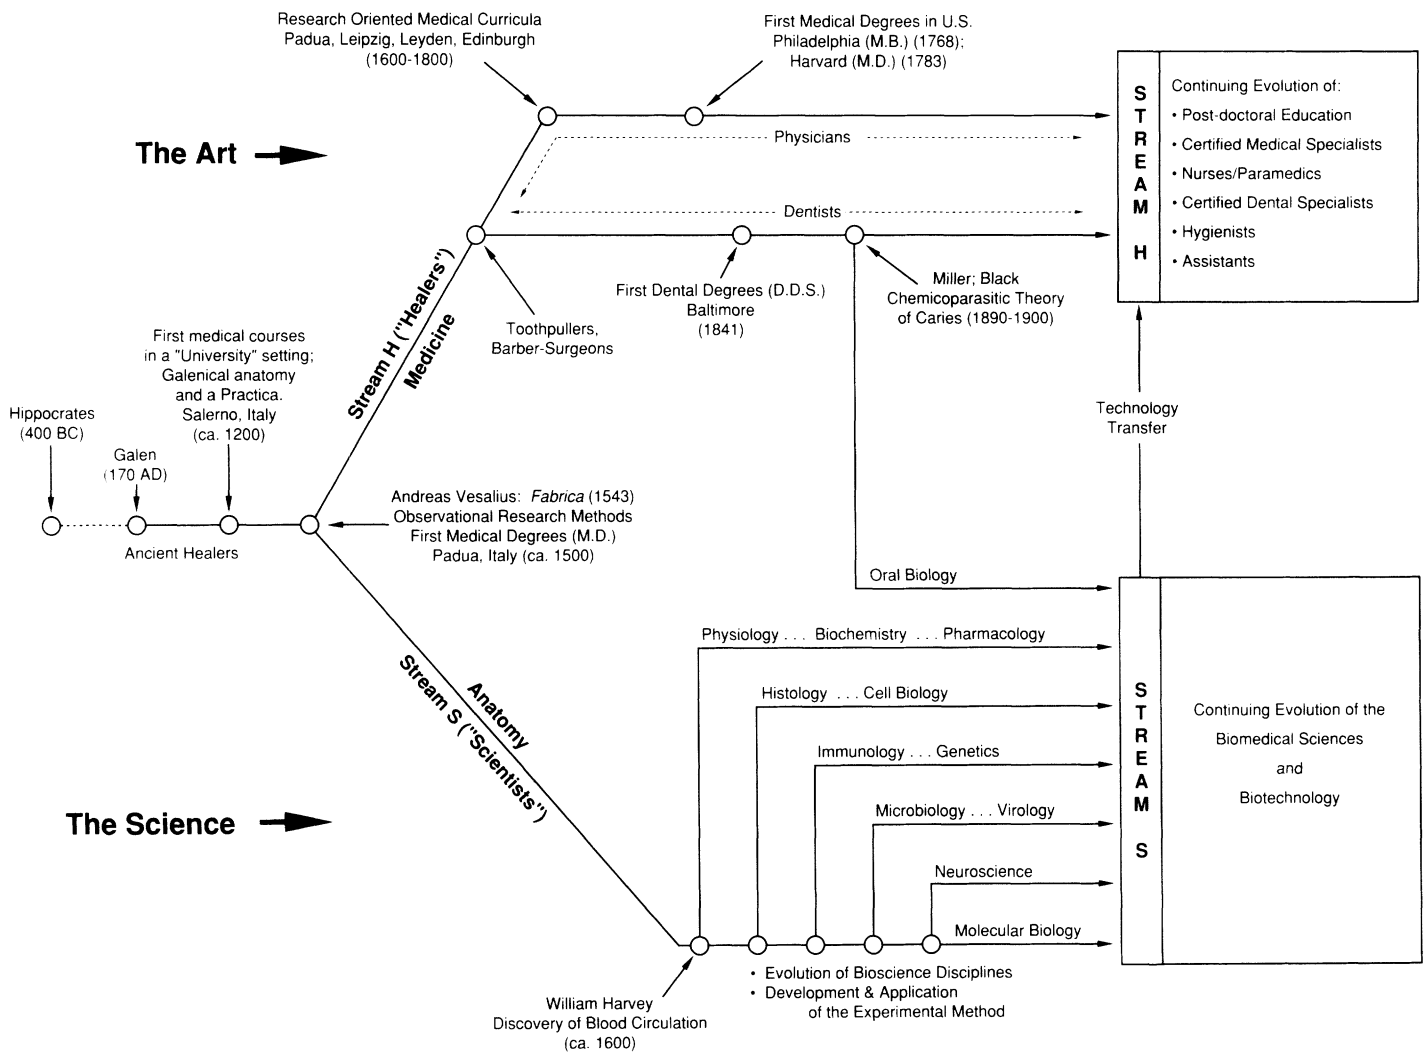 Research Oriented Medical Curricula
Padua, Leipzig, Leyden, Edinburgh
(1600-1800)
First Medical Degrees in U.S.
Philadelphia (M.B.) (1768);
Harvard (M.D.) (1783)
The Art
Physicians
Dentists
STREAM H
Continuing Evolution of:
• Post-doctoral Education
• Certified Medical Specialists
• Nurses/Paramedics
• Certified Dental Specialists
• Hygienists
• Assistants
First Dental Degrees (D.D.S.)
Baltimore
(1841)
Miller; Black
Chemicoparasitic Theory
of Caries (1890-1900)
Toothpullers,
Barber-Surgeons
Stream H ("Healers")
Medicine
First medical courses
in a "University" setting;
Galenical anatomy
and a Practica.
Salerno, Italy
(ca. 1200)
Hippocrates
(400 BC)
Galen
(170 AD)
Ancient Healers
Andreas Vesalius: Fabrica (1543)
Observational Research Methods
First Medical Degrees (M.D.)
Padua, Italy (ca. 1500)
Technology
Transfer
Oral Biology
Physiology . . . Biochemistry . . . Pharmacology
Histology . . . Cell Biology
Immunology . . . Genetics
Microbiology . . . Virology
Neuroscience
Molecular Biology
STREAM S
Continuing Evolution of the
Biomedical Sciences
and
Biotechnology
Anatomy
Stream S ("Scientists")
The Science
• Evolution of Bioscience Disciplines
• Development & Application
of the Experimental Method
William Harvey
Discovery of Blood Circulation
(ca. 1600)